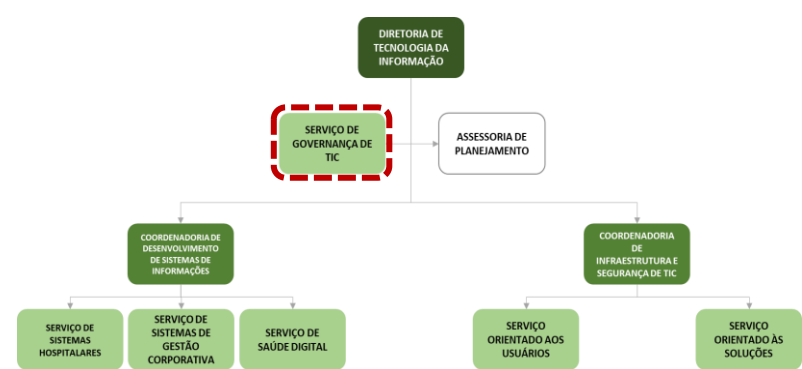 DIRETORIA DE
TECNOLOGIA DA
INFORMAÇÃO
SERVIÇO DE
GOVERNANÇA DE
TIC
ASSESSORIA DE
PLANEJAMENTO
COORDENADORIA DE
DESENVOLVIMENTO
DE SISTEMAS DE
INFORMAÇÕES
COORDENADORIA
DE
INFRAESTRUTURA E
SEGURANÇA DE TIC
SERVIÇO DE
SISTEMAS
HOSPITALARES
SERVIÇO DE
SISTEMAS DE
GESTÃO
CORPORATIVA
SERVIÇO DE
SAÚDE DIGITAL
SERVIÇO
ORIENTADO AOS
USUÁRIOS
SERVIÇO
ORIENTADO ÀS
SOLUÇÕES